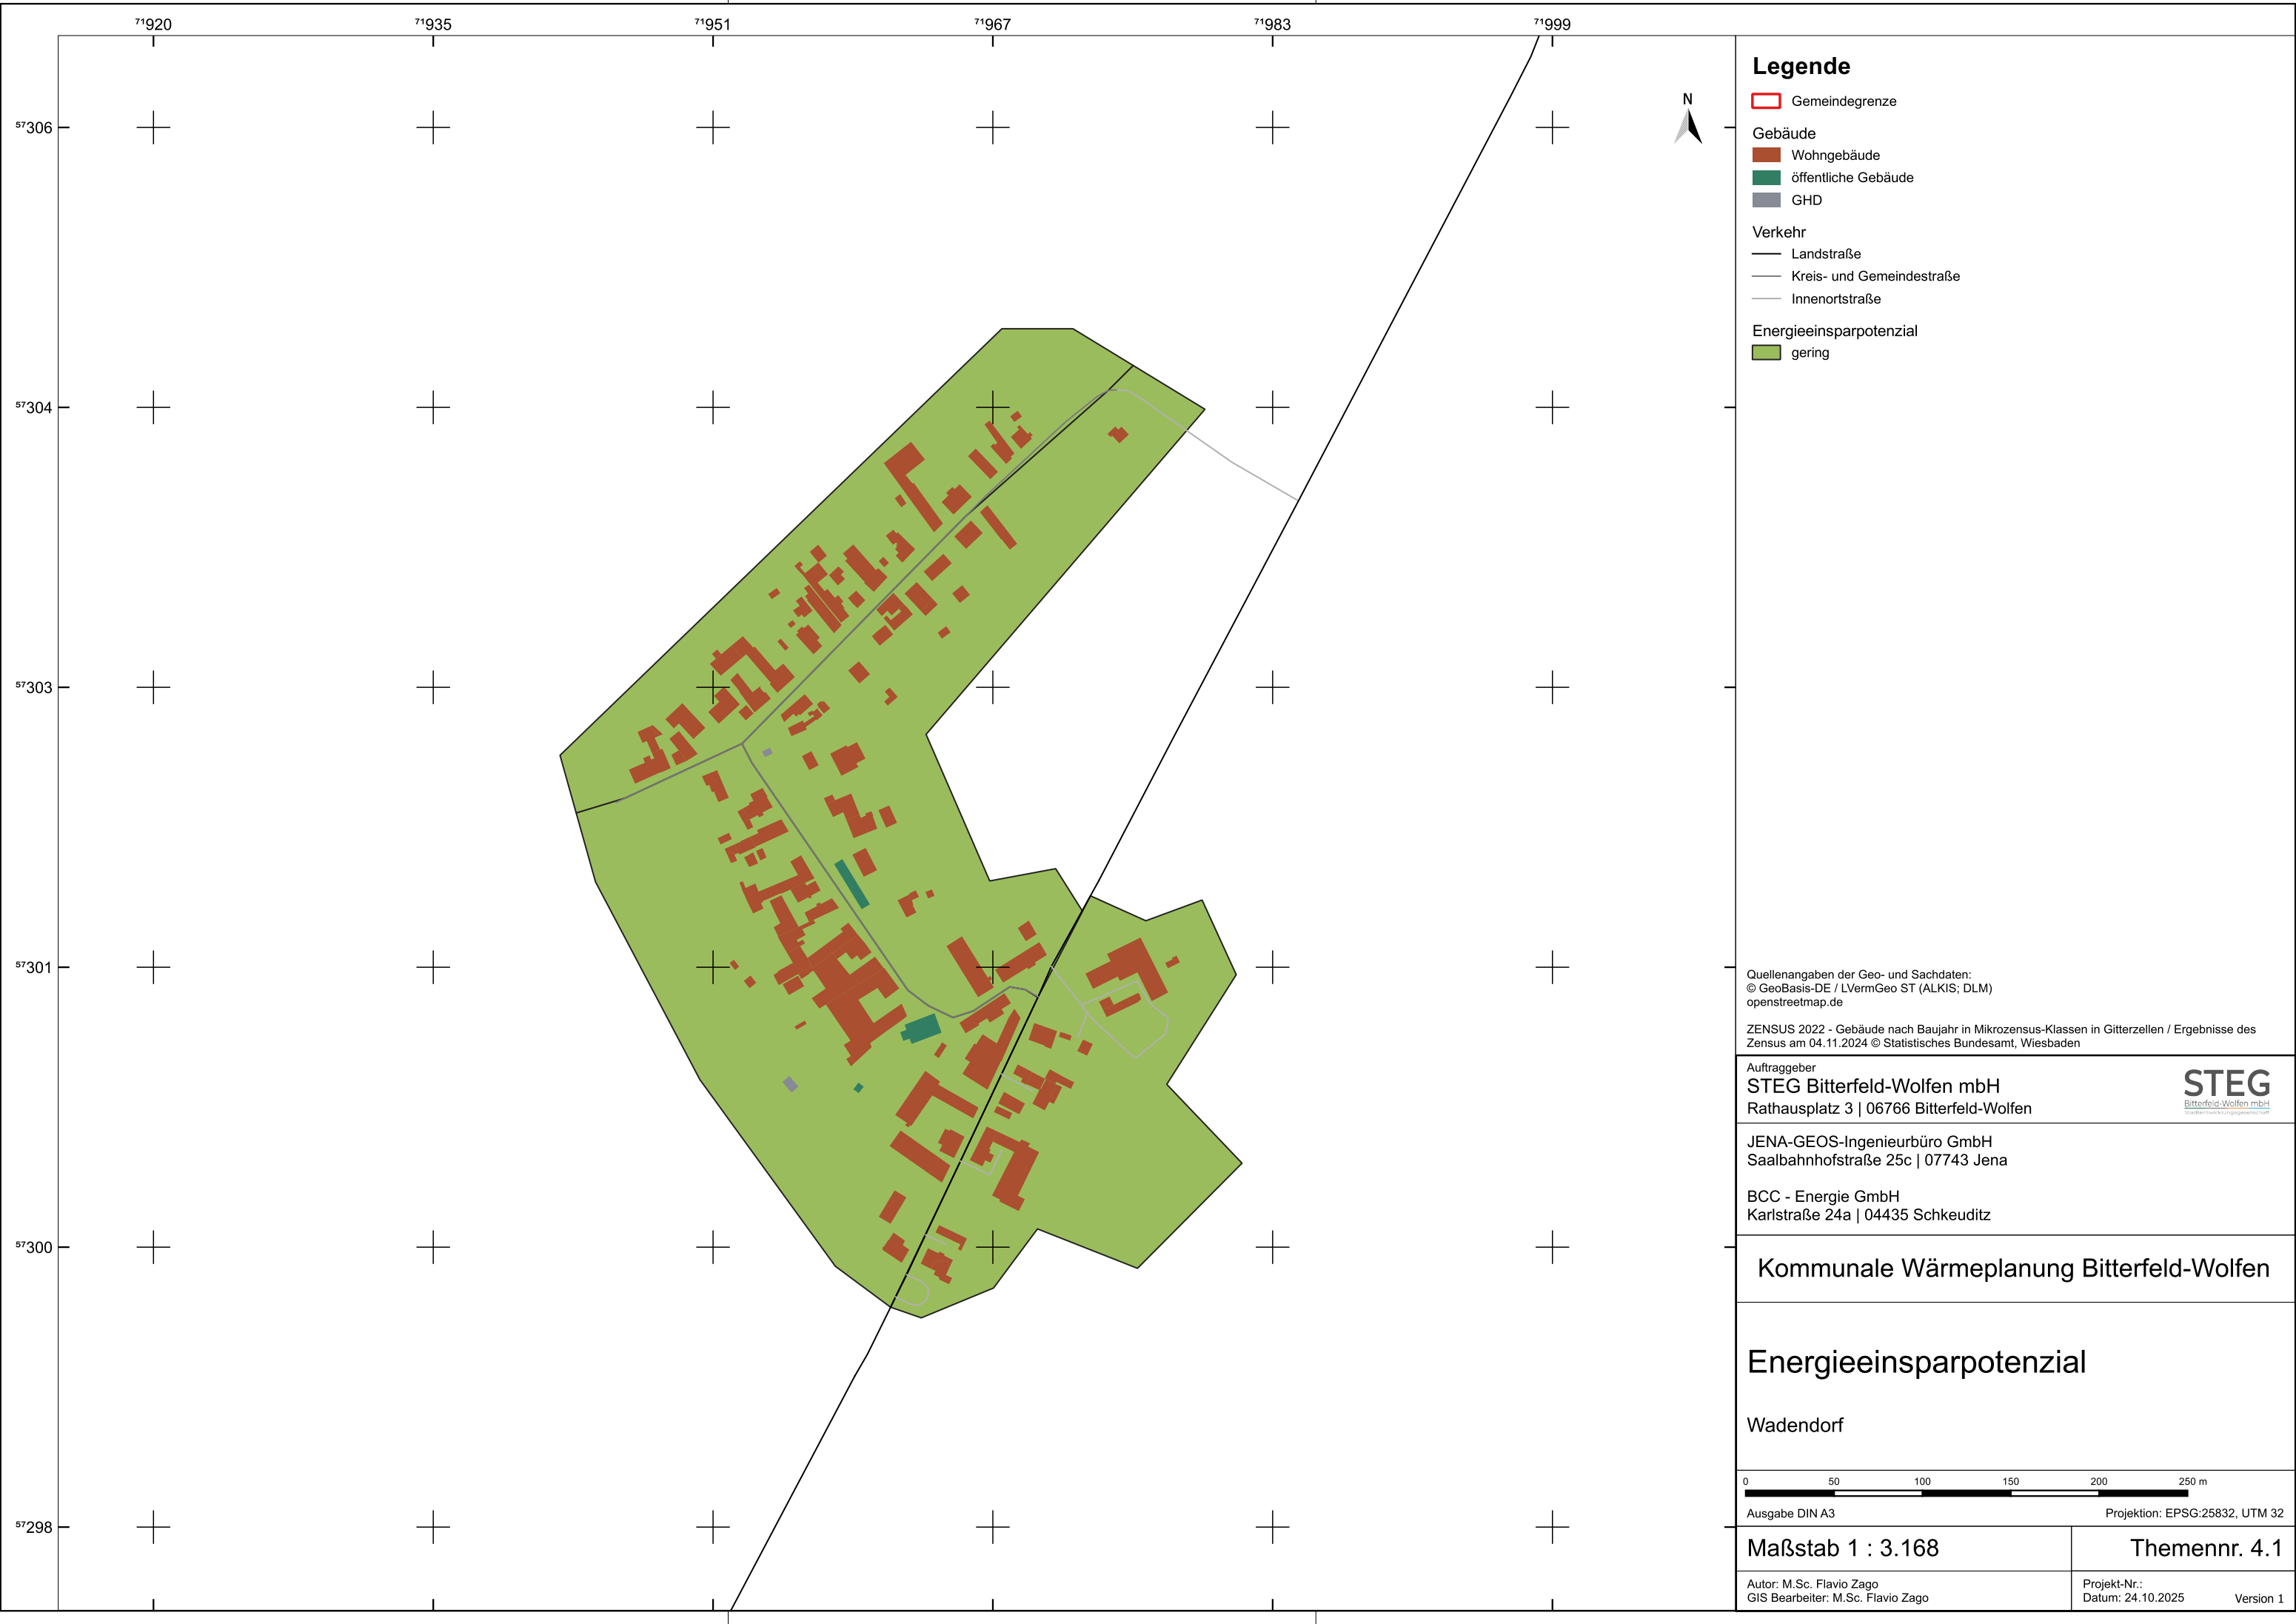 ⁷¹920 ⁷¹935 ⁷¹951 ⁷¹967 ⁷¹983 ⁷¹999
⁵⁷306
⁵⁷304
⁵⁷303
⁵⁷301
⁵⁷300
⁵⁷298
N
Legende
Gemeindegrenze
Gebäude
Wohngebäude
öffentliche Gebäude
GHD
Verkehr
Landstraße
Kreis- und Gemeindestraße
Innenortstraße
Energieeinsparpotenzial
gering
Quellenangaben der Geo- und Sachdaten:
© GeoBasis-DE / LVermGeo ST (ALKIS; DLM)
openstreetmap.de
ZENSUS 2022 - Gebäude nach Baujahr in Mikrozensus-Klassen in Gitterzellen / Ergebnisse des
Zensus am 04.11.2024 © Statistisches Bundesamt, Wiesbaden
Auftraggeber
STEG Bitterfeld-Wolfen mbH
Rathausplatz 3 | 06766 Bitterfeld-Wolfen
STEG
Bitterfeld-Wolfen mbH
Stadtentwicklungsgesellschaft
JENA-GEOS-Ingenieurbüro GmbH
Saalbahnhofstraße 25c | 07743 Jena
BCC - Energie GmbH
Karlstraße 24a | 04435 Schkeuditz
Kommunale Wärmeplanung Bitterfeld-Wolfen
Energieeinsparpotenzial
Wadendorf
0 50 100 150 200 250 m
Ausgabe DIN A3 Projektion: EPSG:25832, UTM 32
Maßstab 1 : 3.168 Themennr. 4.1
Autor: M.Sc. Flavio Zago
GIS Bearbeiter: M.Sc. Flavio Zago
Projekt-Nr.:
Datum: 24.10.2025 Version 1